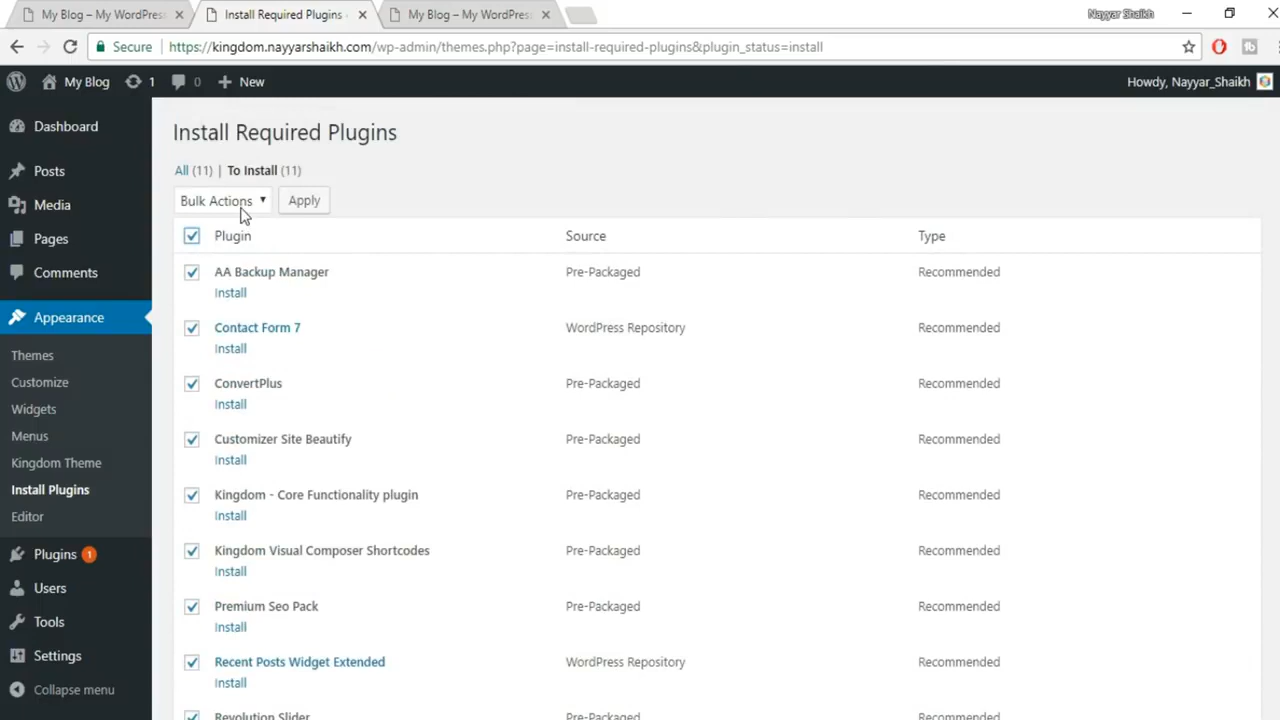 My Blog – My WordPress
Install Required Plugins
My Blog – My WordPress
Nayyar Shaikh
Secure
https://kingdom.nayyarshaikh.com/wp-admin/themes.php?page=install-required-plugins&plugin_status=install
My Blog
1
0
New
Howdy, Nayyar_Shaikh
Dashboard
Posts
Media
Pages
Comments
Appearance
Themes
Customize
Widgets
Menus
Kingdom Theme
Install Plugins
Editor
Plugins 1
Users
Tools
Settings
Collapse menu
Install Required Plugins
All (11) | To Install (11)
Bulk Actions
Apply
Plugin Source Type
AA Backup Manager Pre-Packaged Recommended
Install
Contact Form 7 WordPress Repository Recommended
Install
ConvertPlus Pre-Packaged Recommended
Install
Customizer Site Beautify Pre-Packaged Recommended
Install
Kingdom - Core Functionality plugin Pre-Packaged Recommended
Install
Kingdom Visual Composer Shortcodes Pre-Packaged Recommended
Install
Premium Seo Pack Pre-Packaged Recommended
Install
Recent Posts Widget Extended WordPress Repository Recommended
Install
Revolution Slider Pre-Packaged Recommended